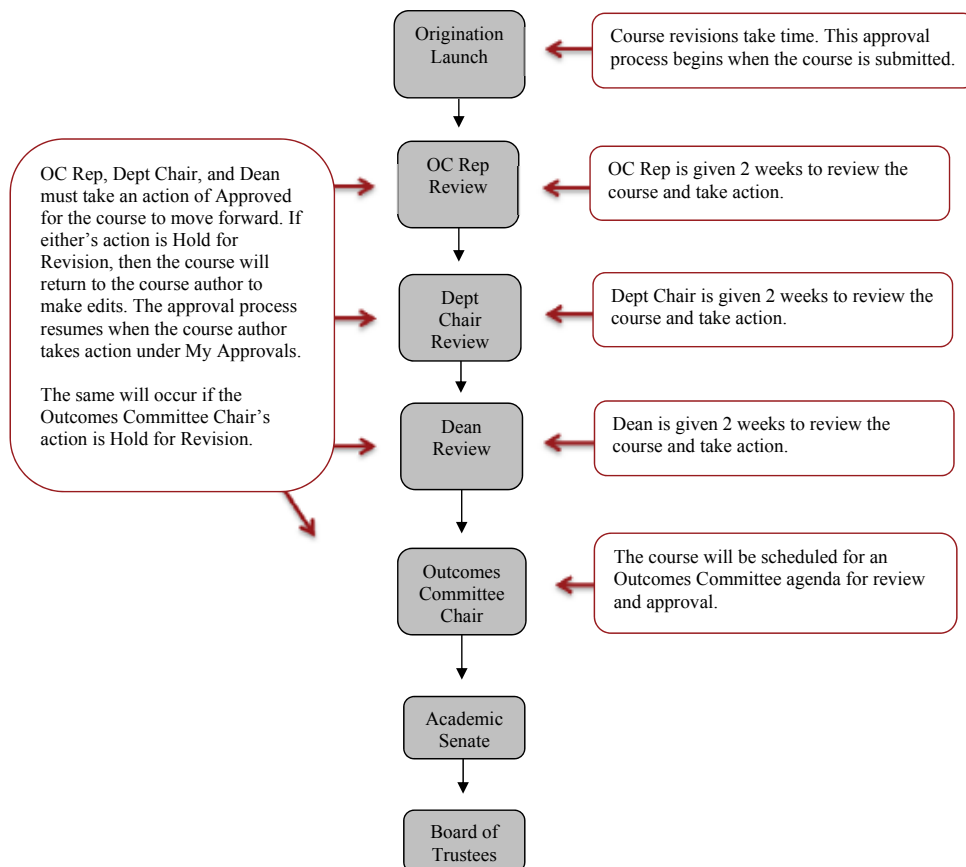 Origination
Launch
Course revisions take time. This approval
process begins when the course is submitted.
OC Rep, Dept Chair, and Dean
must take an action of Approved
for the course to move forward. If
either’s action is Hold for
Revision, then the course will
return to the course author to
make edits. The approval process
resumes when the course author
takes action under My Approvals.
The same will occur if the
Outcomes Committee Chair’s
action is Hold for Revision.
OC Rep
Review
OC Rep is given 2 weeks to review the
course and take action.
Dept
Chair
Review
Dept Chair is given 2 weeks to review the
course and take action.
Dean
Review
Dean is given 2 weeks to review the
course and take action.
Outcomes
Committee
Chair
The course will be scheduled for an
Outcomes Committee agenda for review
and approval.
Academic
Senate
Board of
Trustees